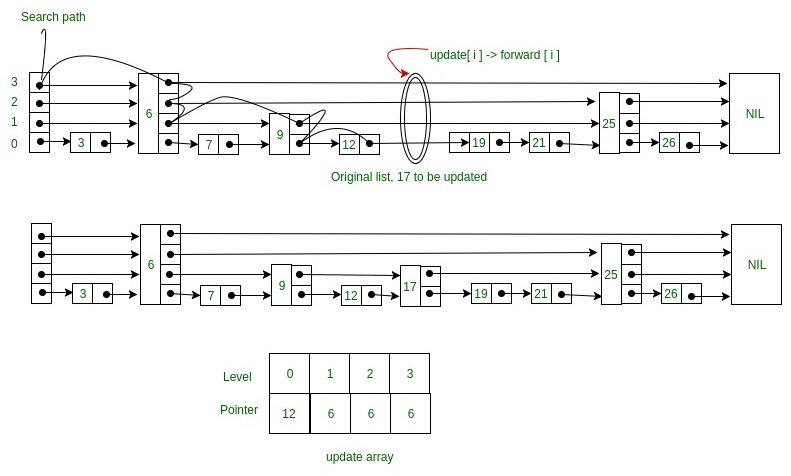 Search path
update[ i ] -> forward [ i ]
3
2
1
0
3 6 7 9 12 19 21 25 26 NIL
Original list, 17 to be updated
3 6 7 9 12 17 19 21 25 26 NIL
Level 0 1 2 3
Pointer 12 6 6 6
update array